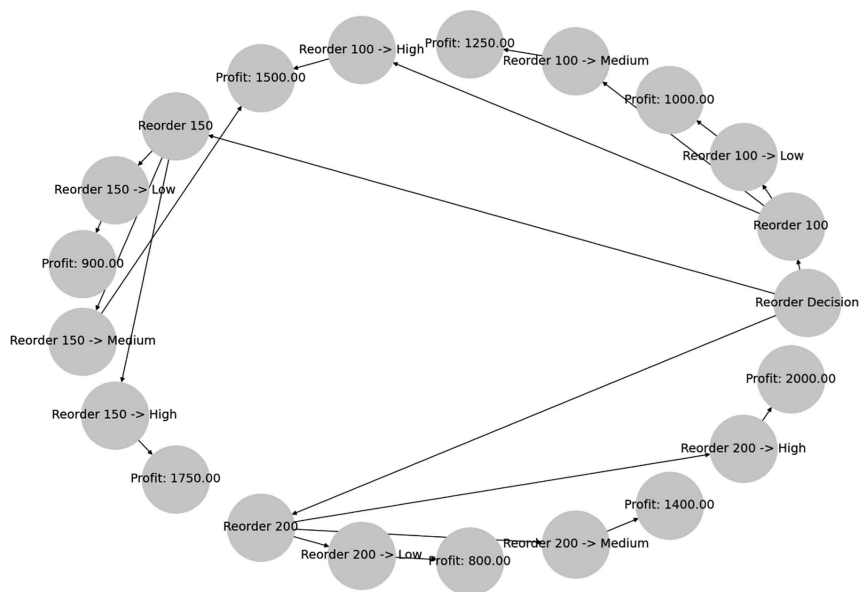 Profit: 1250.00
Reorder 100 -> High
Reorder 100 -> Medium
Profit: 1500.00
Profit: 1000.00
Reorder 150
Reorder 100 -> Low
Reorder 150 -> Low
Reorder 100
Profit: 900.00
Reorder Decision
Reorder 150 -> Medium
Profit: 2000.00
Reorder 150 -> High
Reorder 200 -> High
Profit: 1750.00
Profit: 1400.00
Reorder 200
Reorder 200 -> Medium
Reorder 200 -> Low
Profit: 800.00